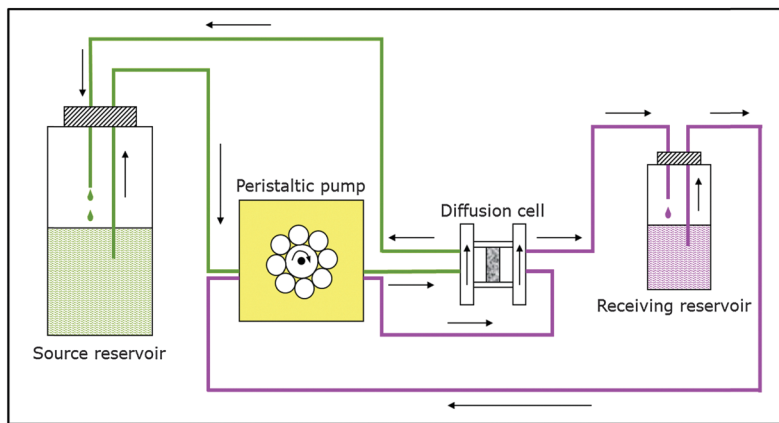 Peristaltic pump
Diffusion cell
Receiving reservoir
Source reservoir